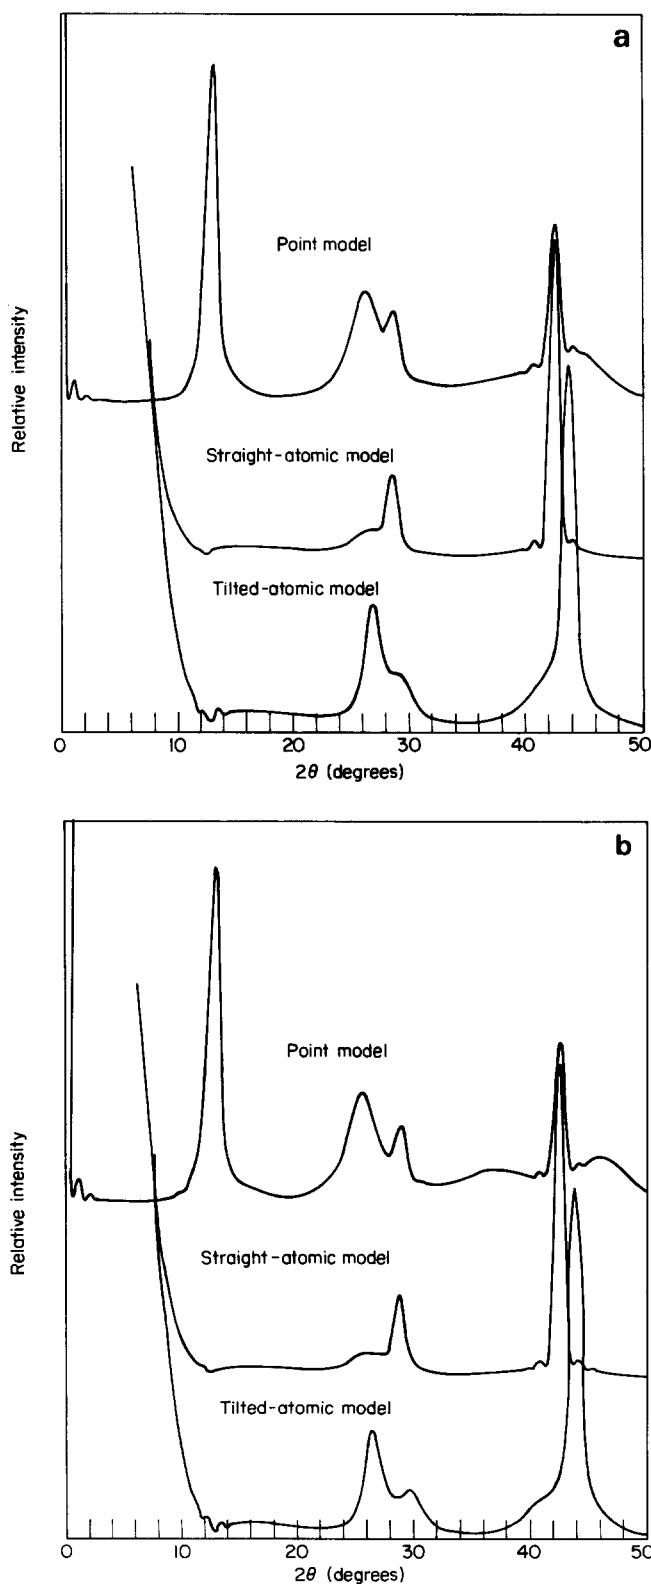 a
Point model
Straight-atomic model
Tilted-atomic model
Relative intensity
0 10 20 30 40 50
2θ (degrees)
b
Point model
Straight-atomic model
Tilted-atomic model
Relative intensity
0 10 20 30 40 50
2θ (degrees)